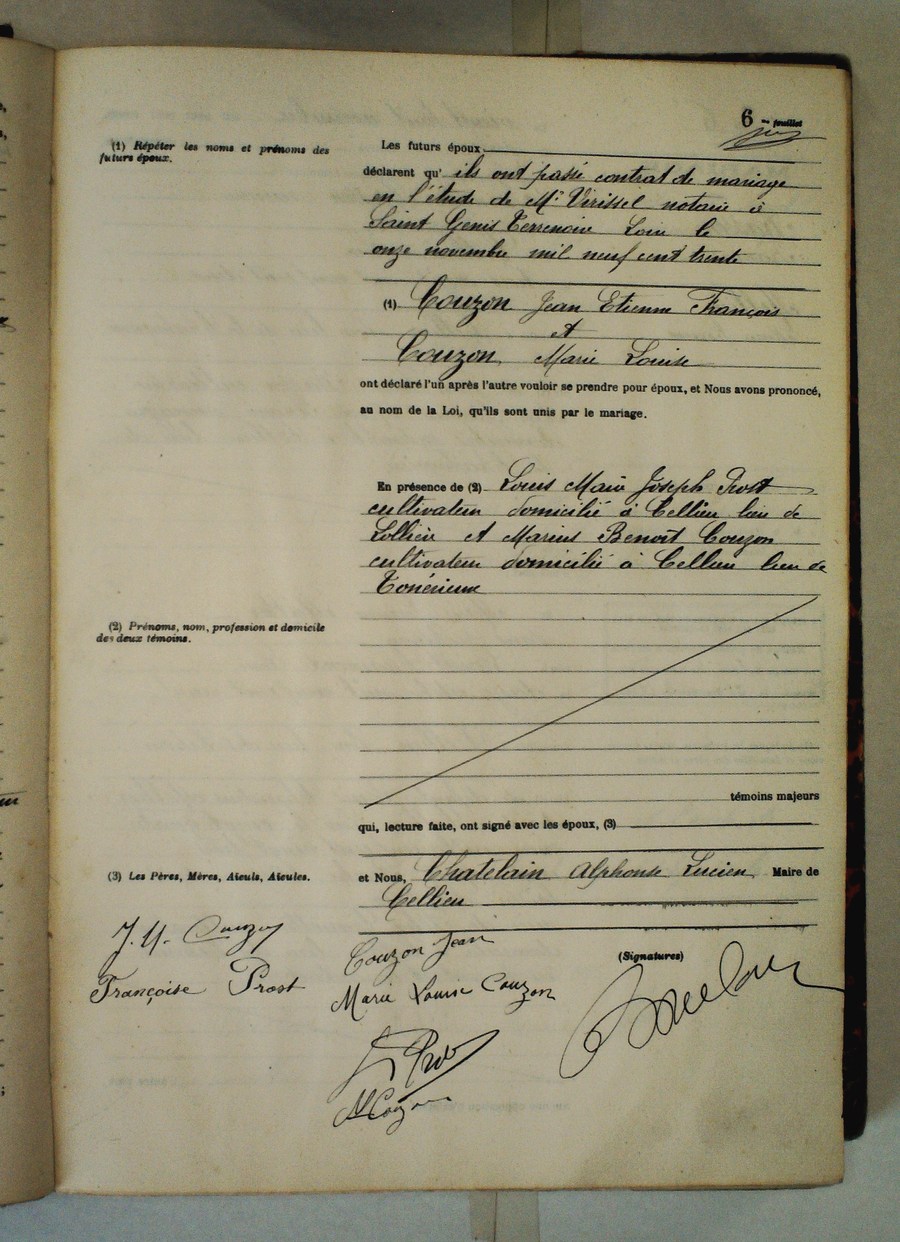 6 me feuillet
(1) Répéter les noms et prénoms des
futurs époux.
Les futurs époux
déclarent qu' ils ont passé contrat de mariage
en l'étude de Me Virissel notaire à
Saint Genis Terrenoire Loire le
onze novembre mil neuf cent trente
(1) Couzon Jean Etienne François
et
Couzon Marie Louise
ont déclaré l'un après l'autre vouloir se prendre pour époux, et Nous avons prononcé,
au nom de la Loi, qu'ils sont unis par le mariage.
En présence de (2) Louis Marie Joseph Prost
cultivateur domicilié à Cellieu lieu de
Lollière et Marius Benoît Couzon
cultivateur domicilié à Cellieu lieu de
(2) Prénoms, nom, profession et domicile
des deux témoins.
témoins majeurs
qui, lecture faite, ont signé avec les époux, (3)
(3) Les Pères, Mères, Aïeuls, Aïeules.
et Nous, Chatelain Alphonse Lucien Maire de
Cellieu
(Signatures)
J. M. Couzon
Françoise Prost
Couzon Jean
Marie Louise Couzon
M Couzon